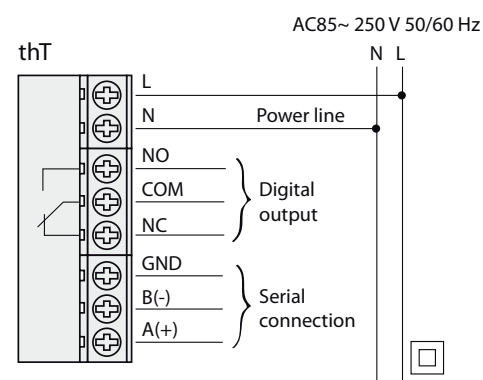 AC85~ 250 V 50/60 Hz
thT
N L
L
N
Power line
NO
COM
NC
Digital
output
GND
B(-)
A(+)
Serial
connection